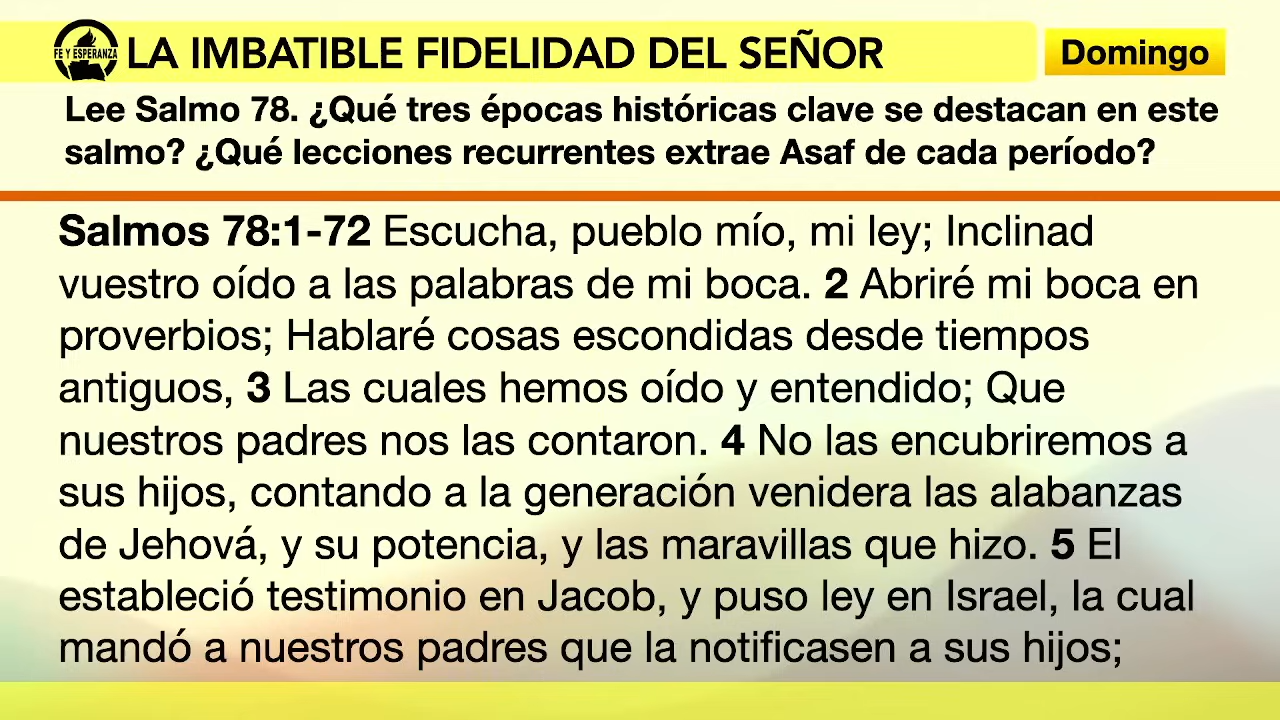 FE Y ESPERANZA
LA IMBATIBLE FIDELIDAD DEL SEÑOR
Domingo
Lee Salmo 78. ¿Qué tres épocas históricas clave se destacan en este
salmo? ¿Qué lecciones recurrentes extrae Asaf de cada período?
Salmos 78:1-72 Escucha, pueblo mío, mi ley; Inclinad
vuestro oído a las palabras de mi boca. 2 Abriré mi boca en
proverbios; Hablaré cosas escondidas desde tiempos
antiguos, 3 Las cuales hemos oído y entendido; Que
nuestros padres nos las contaron. 4 No las encubriremos a
sus hijos, contando a la generación venidera las alabanzas
de Jehová, y su potencia, y las maravillas que hizo. 5 El
estableció testimonio en Jacob, y puso ley en Israel, la cual
mandó a nuestros padres que la notificasen a sus hijos;